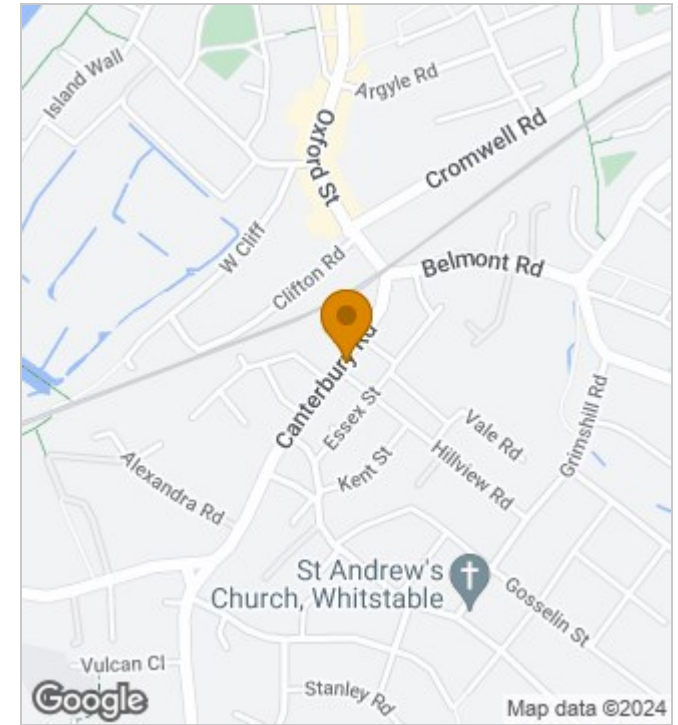 Island Wall
Argyle Rd
Oxford St
Cromwell Rd
W Cliff
Clifton Rd
Belmont Rd
Canterbury Rd
Essex St
Vale Rd
Grimshill Rd
Hillview Rd
Kent St
Alexandra Rd
St Andrew's
Church, Whitstable
Gosselin St
Vulcan Cl
Stanley Rd
Google
Map data ©2024